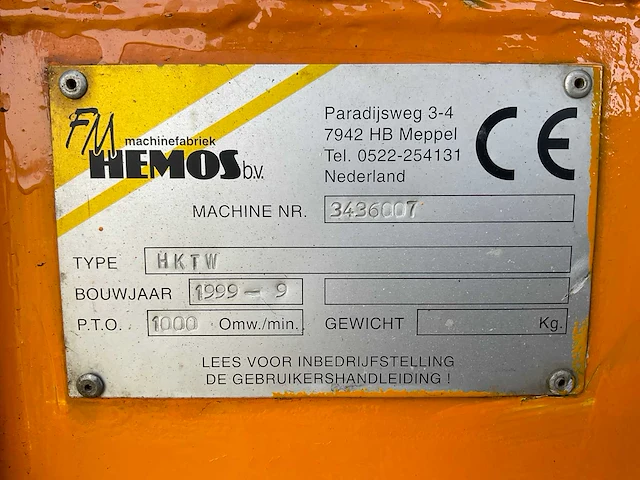 FM
machinefabriek
HEMOS b.v.
Paradijsweg 3-4
7942 HB Meppel
Tel. 0522-254131
Nederland
CE
MACHINE NR. 3436007
TYPE HKTW
BOUWJAAR 1999 - 9
P.T.O. 1000 Omw./min. GEWICHT Kg.
LEES VOOR INBEDRIJFSTELLING
DE GEBRUIKERSHANDLEIDING !